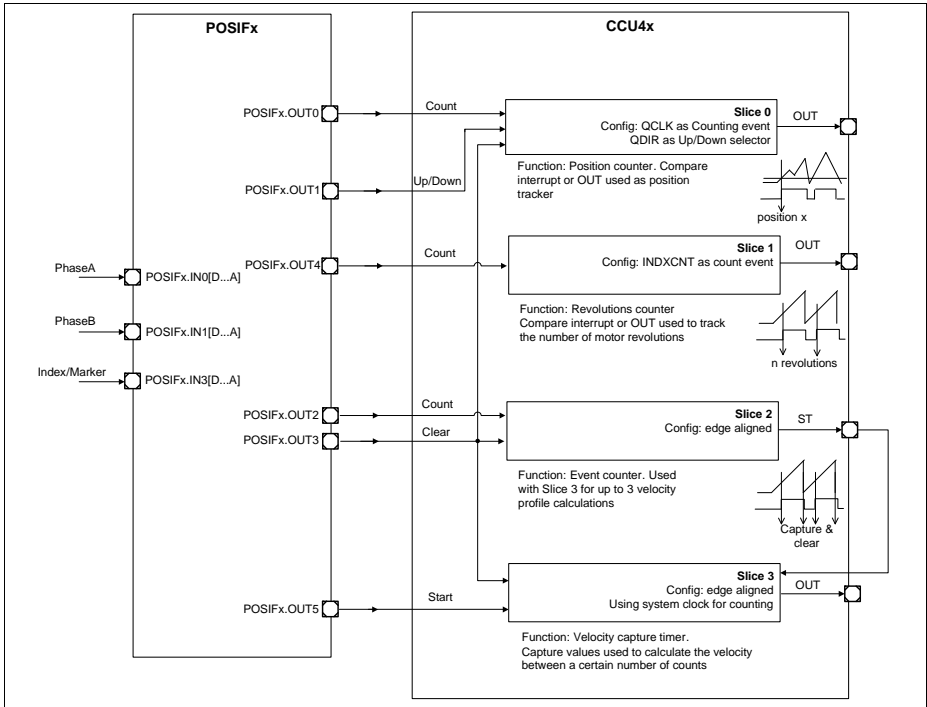 POSIFx
CCU4x
POSIFx.OUT0
Count
Slice 0
Config: QCLK as Counting event
QDIR as Up/Down selector
OUT
POSIFx.OUT1
Up/Down
Function: Position counter. Compare
interrupt or OUT used as position
tracker
position x
PhaseA
POSIFx.IN0[D...A]
POSIFx.OUT4
Count
Slice 1
Config: INDXCNT as count event
OUT
PhaseB
POSIFx.IN1[D...A]
Function: Revolutions counter
Compare interrupt or OUT used to track
the number of motor revolutions
n revolutions
Index/Marker
POSIFx.IN3[D...A]
POSIFx.OUT2
Count
POSIFx.OUT3
Clear
Slice 2
Config: edge aligned
ST
Function: Event counter. Used
with Slice 3 for up to 3 velocity
profile calculations
Capture &
clear
POSIFx.OUT5
Start
Slice 3
Config: edge aligned
Using system clock for counting
OUT
Function: Velocity capture timer.
Capture values used to calculate the velocity
between a certain number of counts